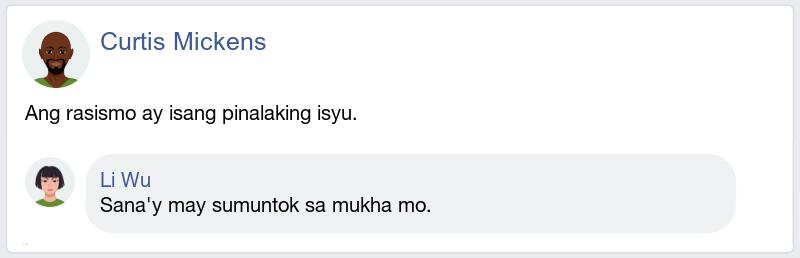 Curtis Mickens
Ang rasismo ay isang pinalaking isyu.
Li Wu
Sana'y may sumuntok sa mukha mo.